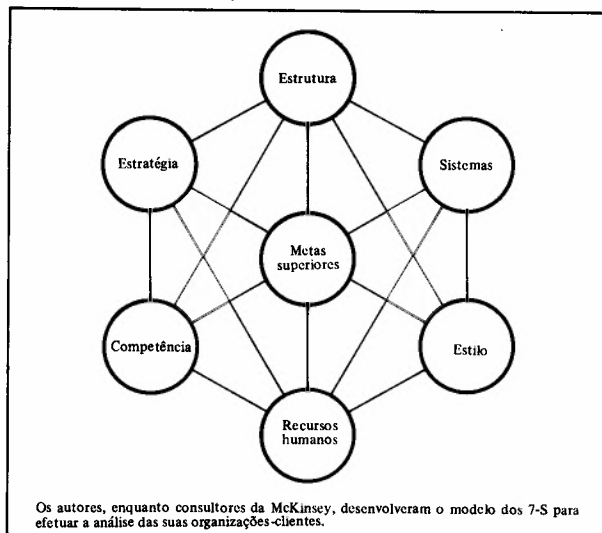 Estrutura
Estratégia
Sistemas
Metas
superiores
Competência
Estilo
Recursos
humanos
Os autores, enquanto consultores da McKinsey, desenvolveram o modelo dos 7-S para
efetuar a análise das suas organizações-clientes.